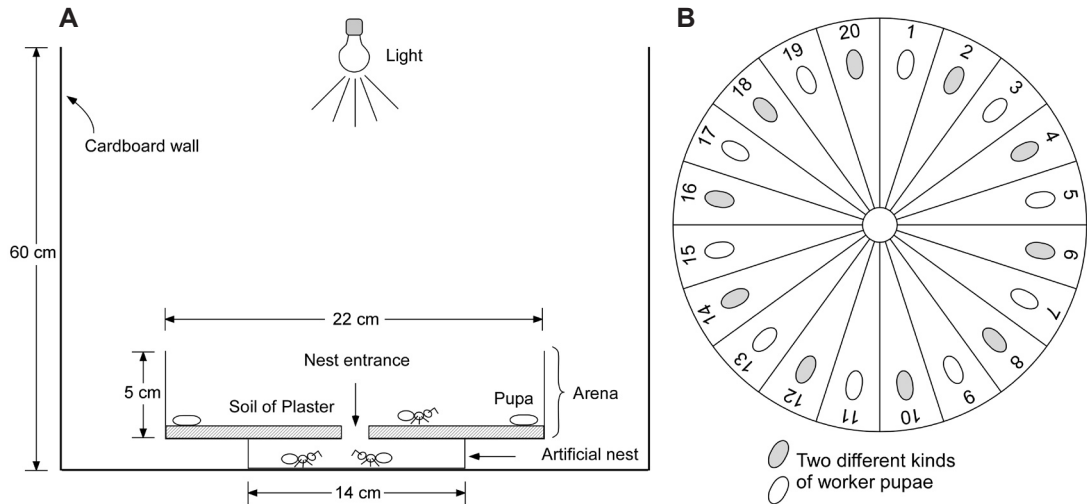 A
Light
Cardboard wall
60 cm
22 cm
Nest entrance
5 cm
Soil of Plaster
Pupa
Arena
Artificial nest
14 cm
B
1
2
3
4
5
6
7
8
9
10
11
12
13
14
15
16
17
18
19
20
Two different kinds
of worker pupae